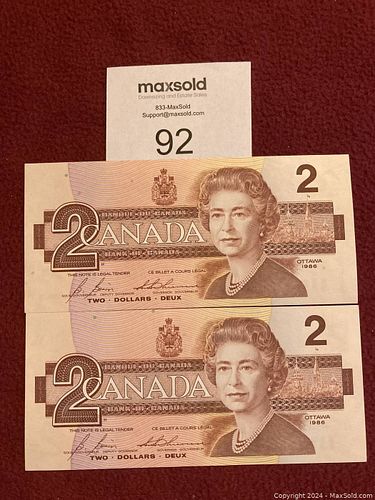 maxsold
Downsizing and Estate Sales
833-MaxSold
Support@maxsold.com
92
2
BANQUE·DU·CANADA
2 CANADA
BANK·OF·CANADA
THIS NOTE IS LEGAL TENDER CE BILLET A COURS LÉGAL
OTTAWA
1986
TWO·DOLLARS·DEUX
2
BANQUE·DU·CANADA
2 CANADA
BANK·OF·CANADA
THIS NOTE IS LEGAL TENDER CE BILLET A COURS LÉGAL
OTTAWA
1986
TWO·DOLLARS·DEUX
Copyright © 2024 - MaxSold.com